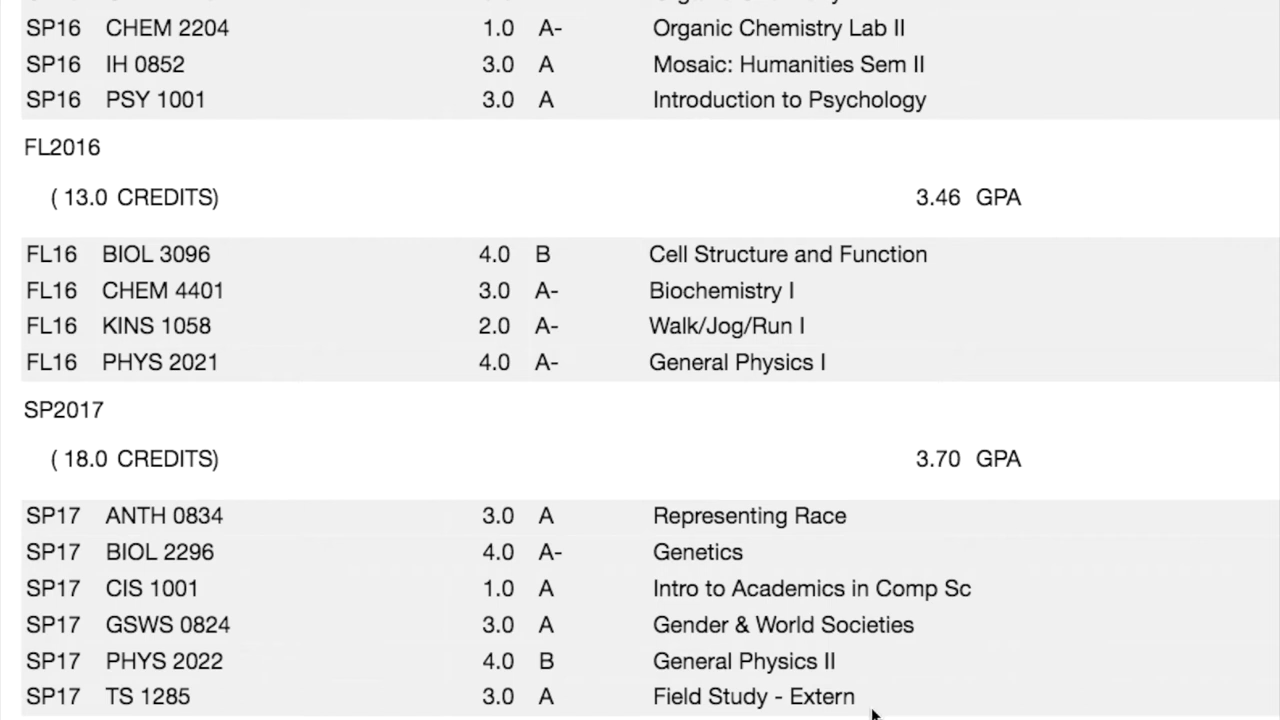 SP16 CHEM 2204 1.0 A- Organic Chemistry Lab II
SP16 IH 0852 3.0 A Mosaic: Humanities Sem II
SP16 PSY 1001 3.0 A Introduction to Psychology
FL2016
( 13.0 CREDITS) 3.46 GPA
FL16 BIOL 3096 4.0 B Cell Structure and Function
FL16 CHEM 4401 3.0 A- Biochemistry I
FL16 KINS 1058 2.0 A- Walk/Jog/Run I
FL16 PHYS 2021 4.0 A- General Physics I
SP2017
( 18.0 CREDITS) 3.70 GPA
SP17 ANTH 0834 3.0 A Representing Race
SP17 BIOL 2296 4.0 A- Genetics
SP17 CIS 1001 1.0 A Intro to Academics in Comp Sc
SP17 GSWS 0824 3.0 A Gender & World Societies
SP17 PHYS 2022 4.0 B General Physics II
SP17 TS 1285 3.0 A Field Study - Extern